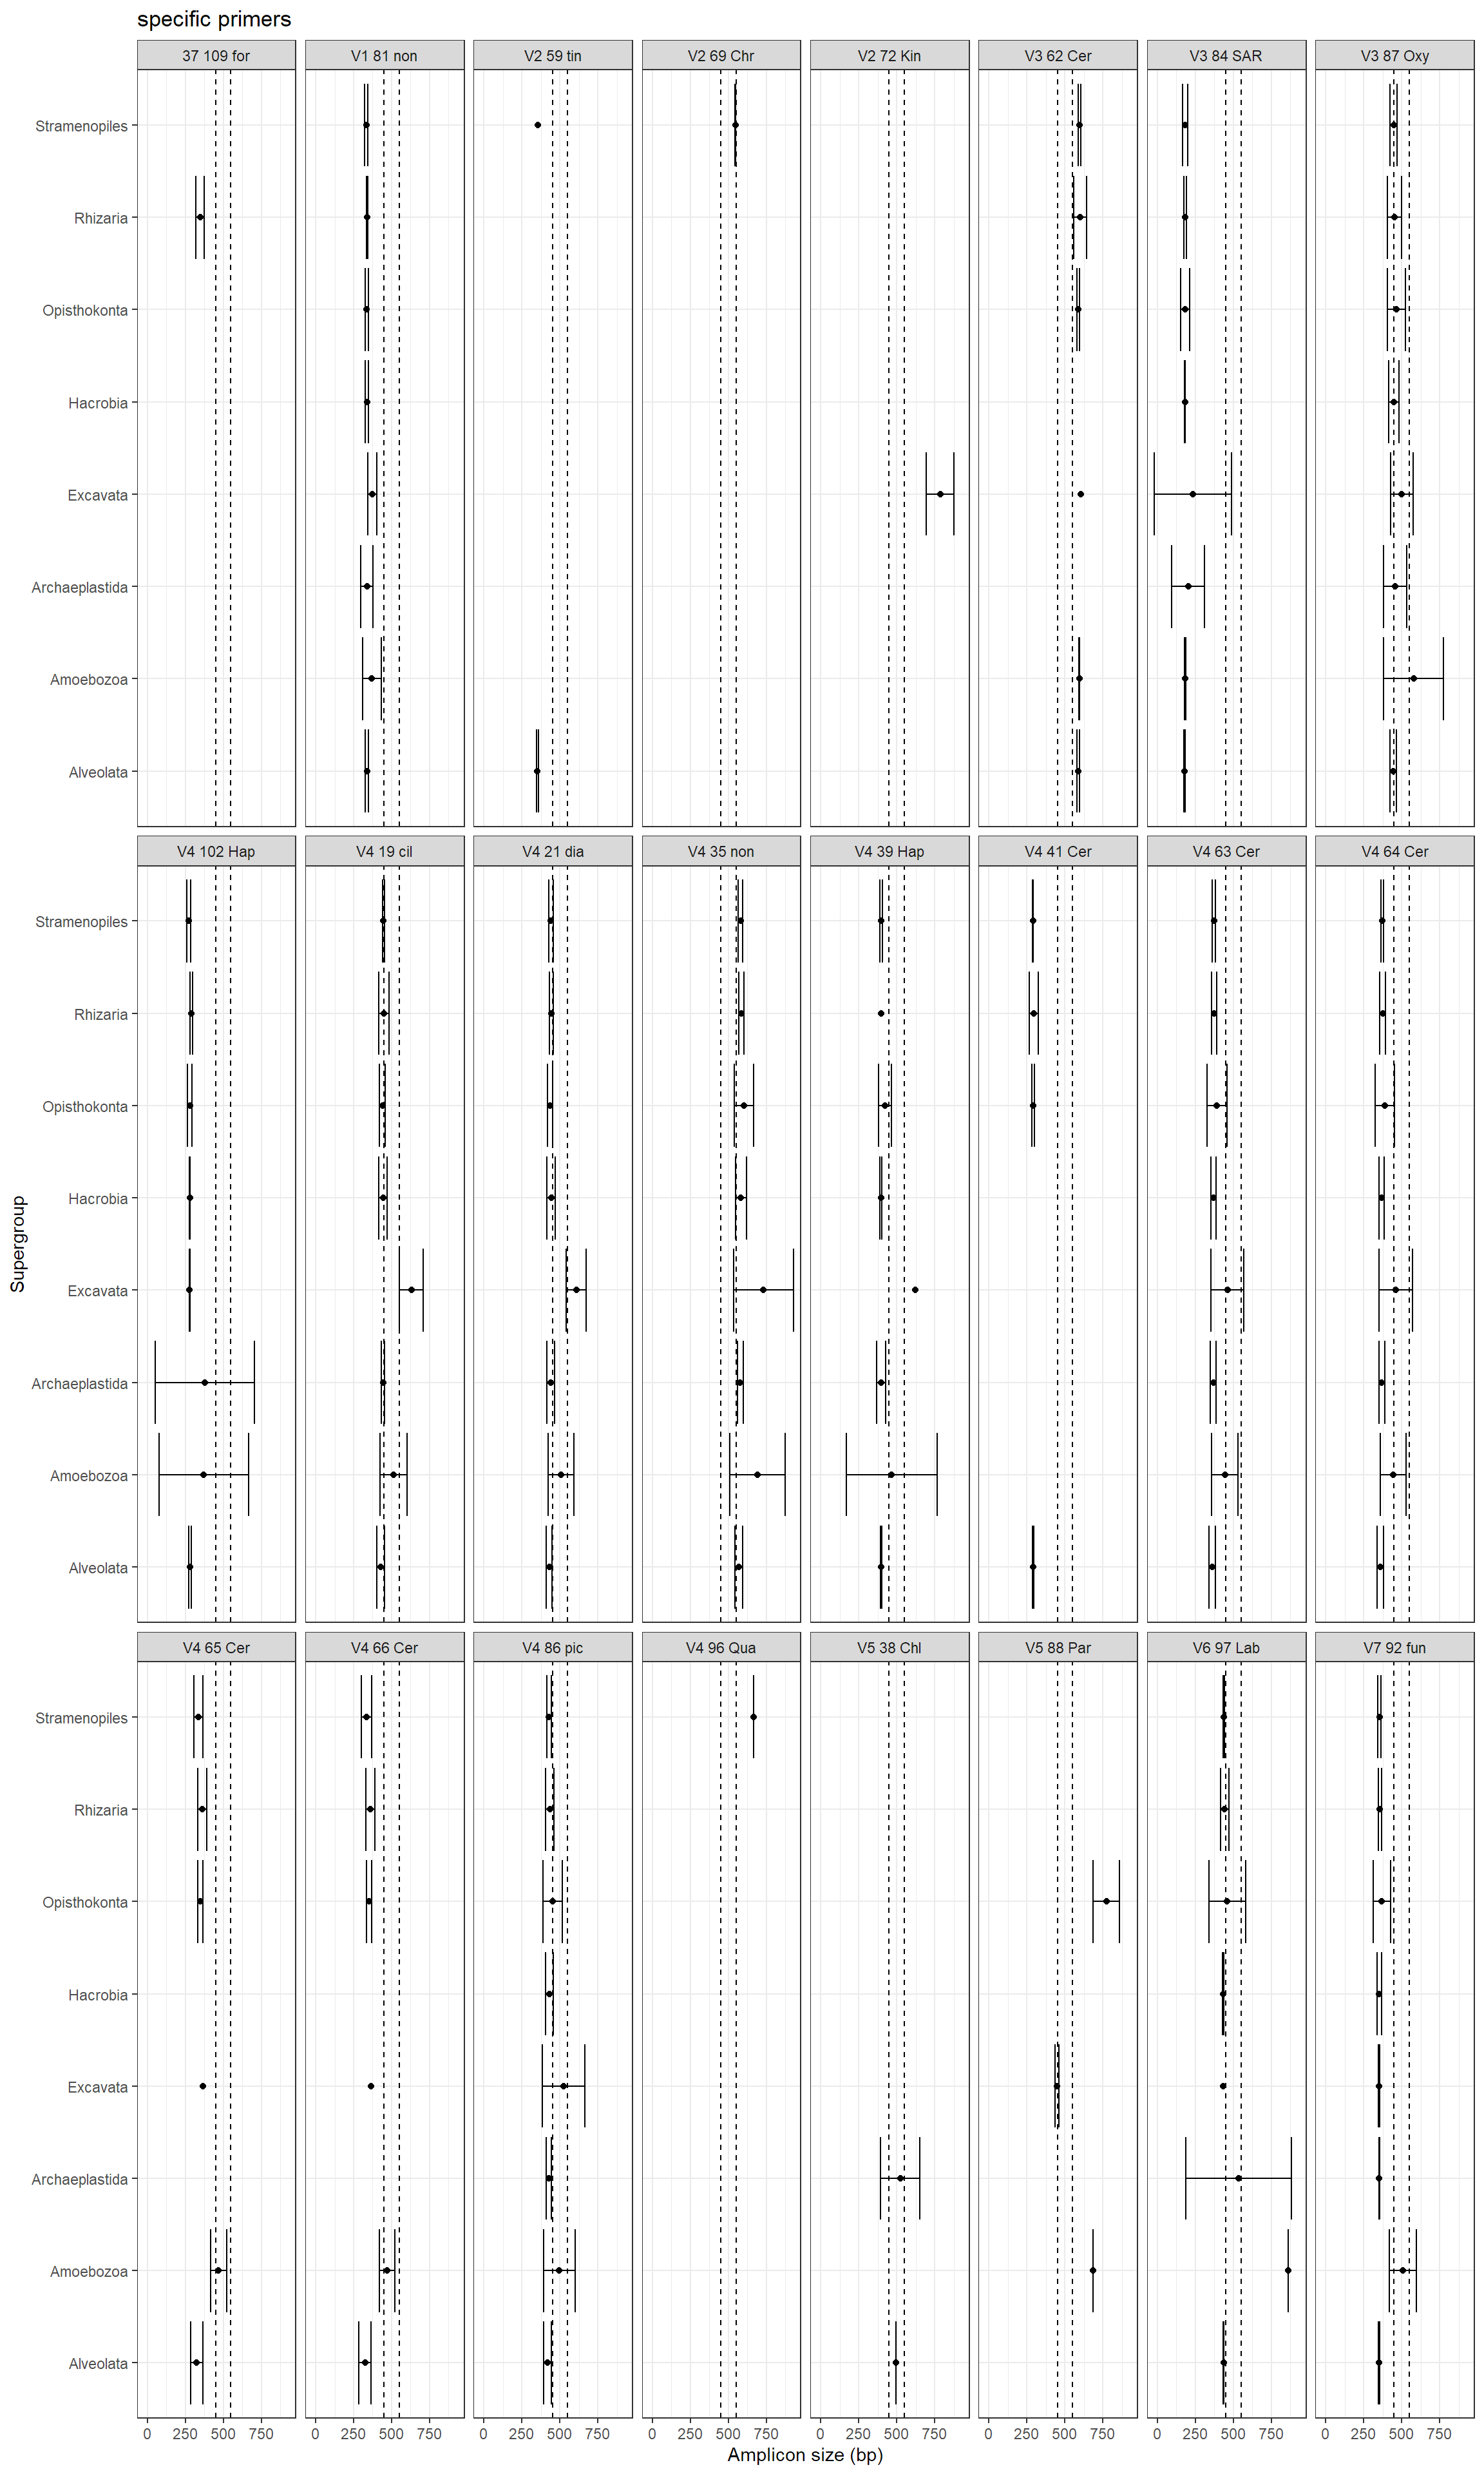 specific primers
37 109 for
V1 81 non
V2 59 tin
V2 69 Chr
V2 72 Kin
V3 62 Cer
V3 84 SAR
V3 87 Oxy
Stramenopiles
Rhizaria
Opisthokonta
Hacrobia
Excavata
Archaeplastida
Amoebozoa
Alveolata
V4 102 Hap
V4 19 cil
V4 21 dia
V4 35 non
V4 39 Hap
V4 41 Cer
V4 63 Cer
V4 64 Cer
Stramenopiles
Rhizaria
Opisthokonta
Hacrobia
Excavata
Archaeplastida
Amoebozoa
Alveolata
Supergroup
V4 65 Cer
V4 66 Cer
V4 86 pic
V4 96 Qua
V5 38 Chl
V5 88 Par
V6 97 Lab
V7 92 fun
Stramenopiles
Rhizaria
Opisthokonta
Hacrobia
Excavata
Archaeplastida
Amoebozoa
Alveolata
0 250 500 750
0 250 500 750
0 250 500 750
0 250 500 750
0 250 500 750
0 250 500 750
0 250 500 750
0 250 500 750
Amplicon size (bp)